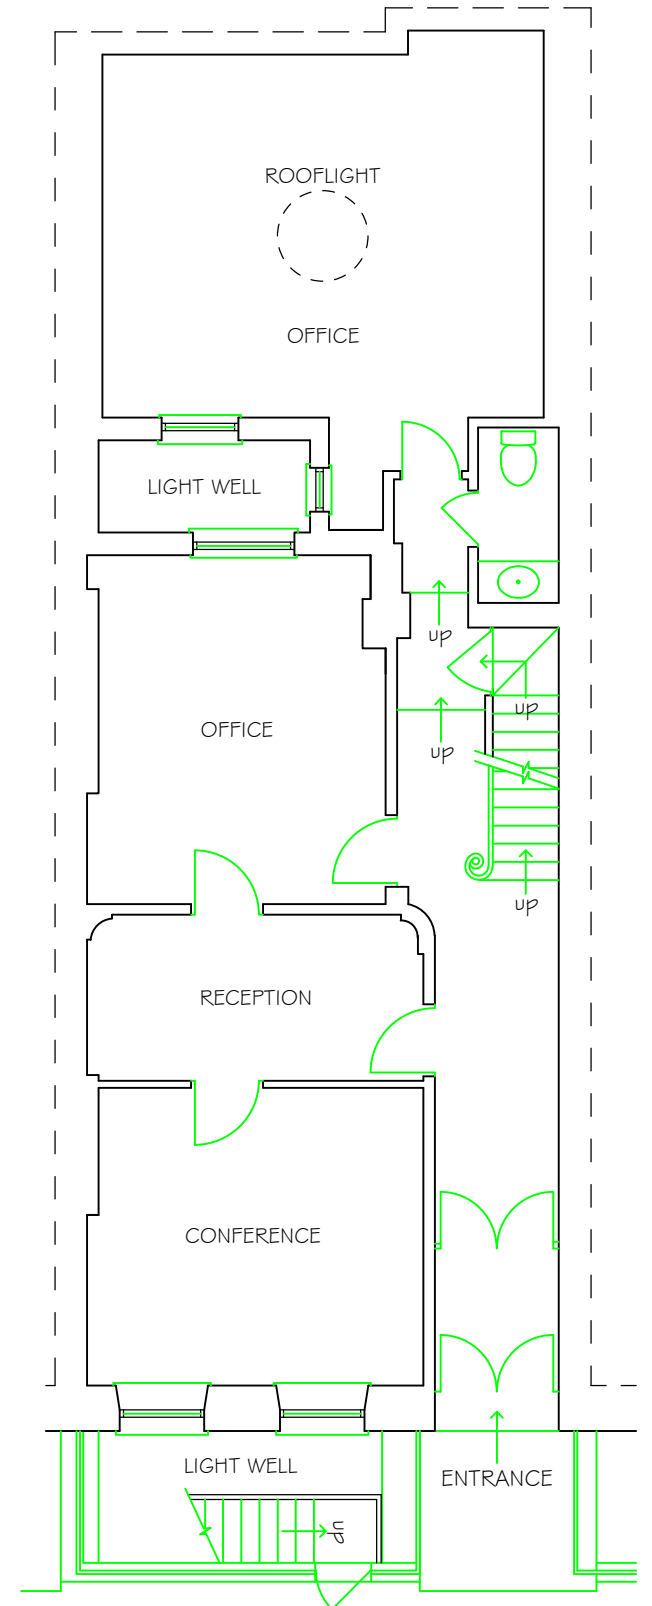 ROOFLIGHT
OFFICE
LIGHT WELL
up
up
up
OFFICE
up
RECEPTION
CONFERENCE
LIGHT WELL
ENTRANCE
up